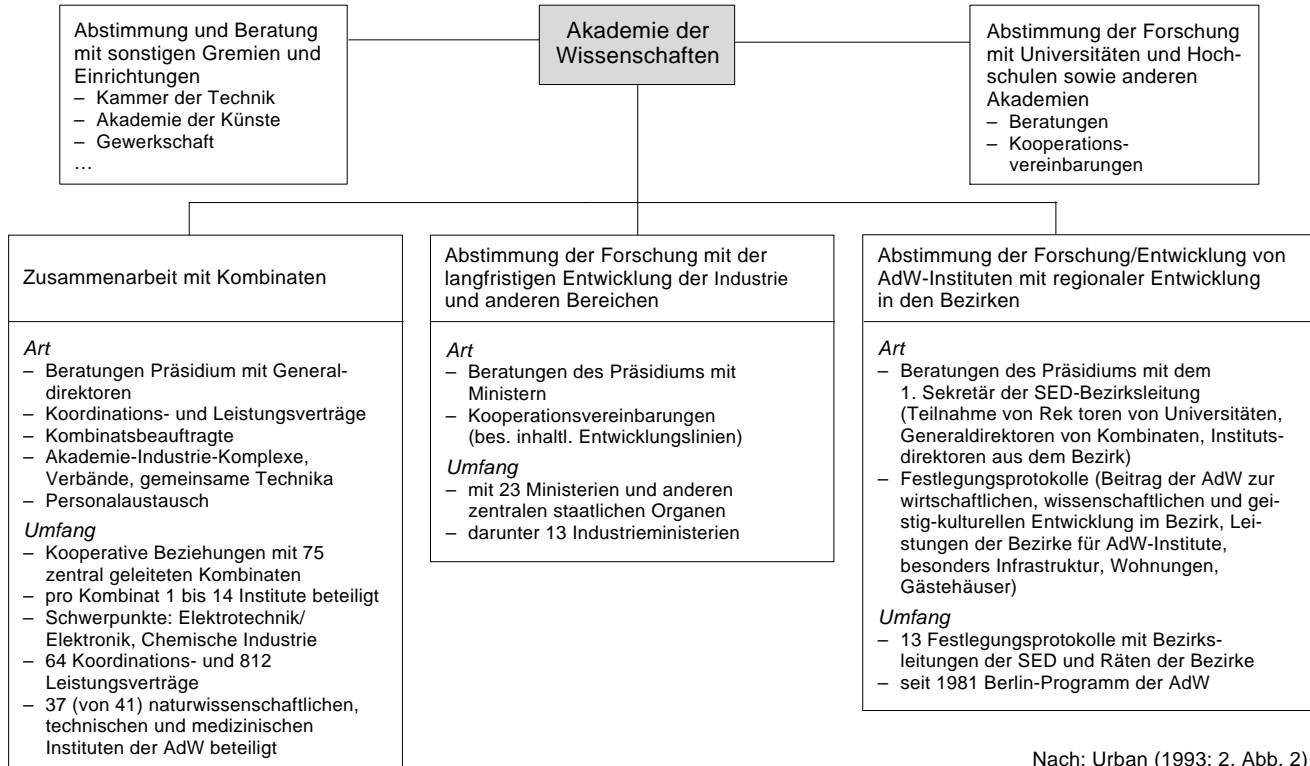 Abstimmung und Beratung
mit sonstigen Gremien und
Einrichtungen
– Kammer der Technik
– Akademie der Künste
– Gewerkschaft
…
Akademie der
Wissenschaften
Abstimmung der Forschung
mit Universitäten und Hoch-
schulen sowie anderen
Akademien
– Beratungen
– Kooperations-
vereinbarungen
Zusammenarbeit mit Kombinaten
Art
– Beratungen Präsidium mit General-
direktoren
– Koordinations- und Leistungsverträge
– Kombinatsbeauftragte
– Akademie-Industrie-Komplexe,
Verbände, gemeinsame Technika
– Personalaustausch
Umfang
– Kooperative Beziehungen mit 75
zentral geleiteten Kombinaten
– pro Kombinat 1 bis 14 Institute beteiligt
– Schwerpunkte: Elektrotechnik/
Elektronik, Chemische Industrie
– 64 Koordinations- und 812
Leistungsverträge
– 37 (von 41) naturwissenschaftlichen,
technischen und medizinischen
Instituten der AdW beteiligt
Abstimmung der Forschung mit der
langfristigen Entwicklung der Industrie
und anderen Bereichen
Art
– Beratungen des Präsidiums mit
Ministern
– Kooperationsvereinbarungen
(bes. inhaltl. Entwicklungslinien)
Umfang
– mit 23 Ministerien und anderen
zentralen staatlichen Organen
– darunter 13 Industrieministerien
Abstimmung der Forschung/Entwicklung von
AdW-Instituten mit regionaler Entwicklung
in den Bezirken
Art
– Beratungen des Präsidiums mit dem
1. Sekretär der SED-Bezirksleitung
(Teilnahme von Rek toren von Universitäten,
Generaldirektoren von Kombinaten, Instituts-
direktoren aus dem Bezirk)
– Festlegungsprotokolle (Beitrag der AdW zur
wirtschaftlichen, wissenschaftlichen und gei-
stig-kulturellen Entwicklung im Bezirk, Lei-
stungen der Bezirke für AdW-Institute,
besonders Infrastruktur, Wohnungen,
Gästehäuser)
Umfang
– 13 Festlegungsprotokolle mit Bezirks-
leitungen der SED und Räten der Bezirke
– seit 1981 Berlin-Programm der AdW
Nach: Urban (1993: 2, Abb. 2)